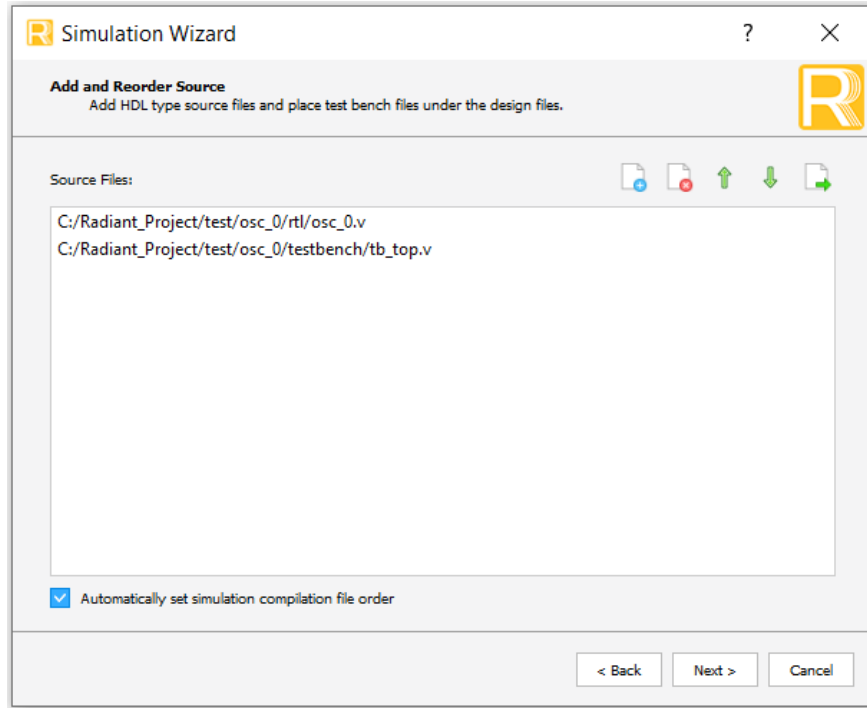 Simulation Wizard
?
Add and Reorder Source
Add HDL type source files and place test bench files under the design files.
Source Files:
C:/Radiant_Project/test/osc_0/rtl/osc_0.v
C:/Radiant_Project/test/osc_0/testbench/tb_top.v
Automatically set simulation compilation file order
< Back Next > Cancel